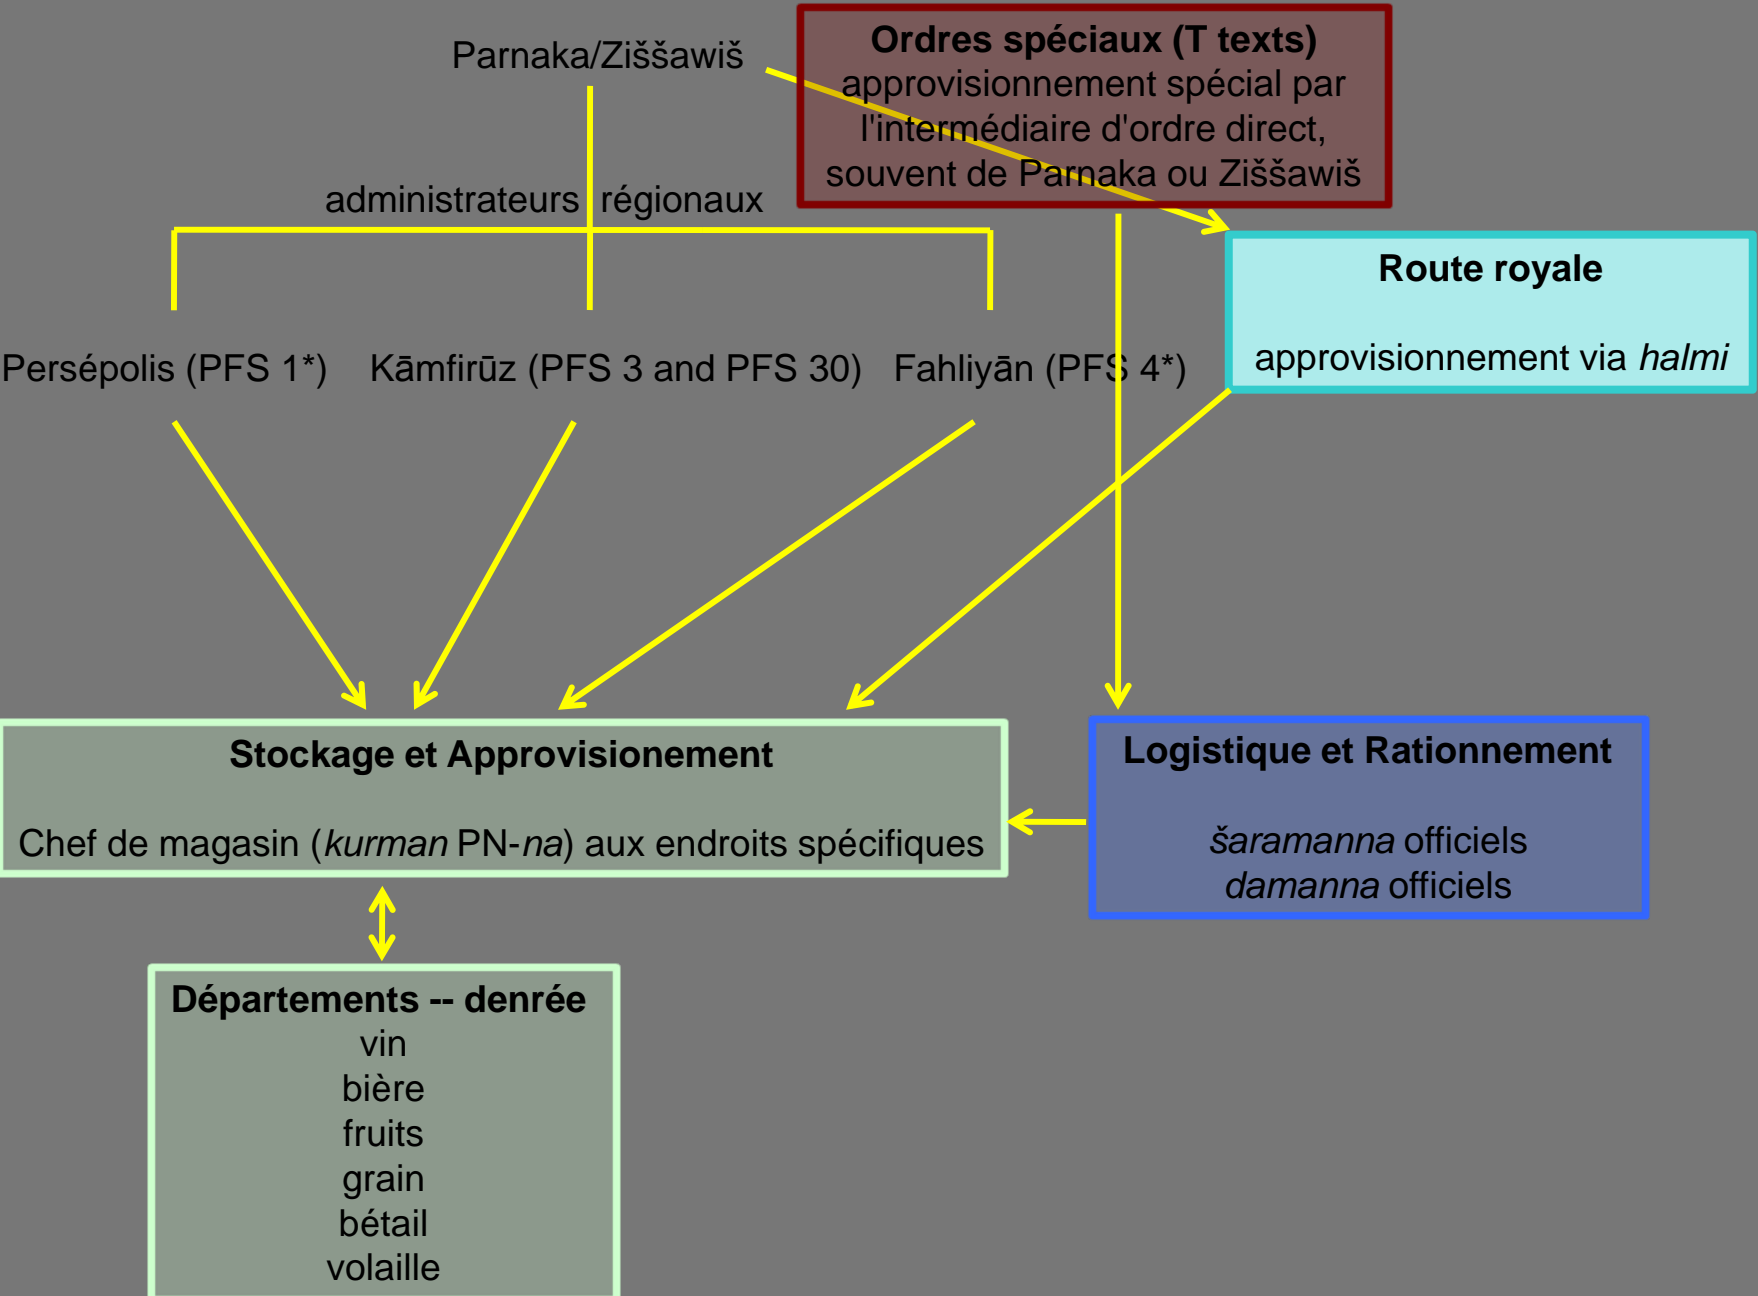 Parnaka/Ziššawiš
Ordres spéciaux (T texts)
approvisionnement spécial par
l'intermédiaire d'ordre direct,
souvent de Parnaka ou Ziššawiš
administrateurs régionaux
Route royale
approvisionnement via halmi
Persépolis (PFS 1*)
Kāmfirūz (PFS 3 and PFS 30)
Fahliyān (PFS 4*)
Stockage et Approvisionement
Chef de magasin (kurman PN-na) aux endroits spécifiques
Logistique et Rationnement
šaramanna officiels
damanna officiels
Départements -- denrée
vin
bière
fruits
grain
bétail
volaille